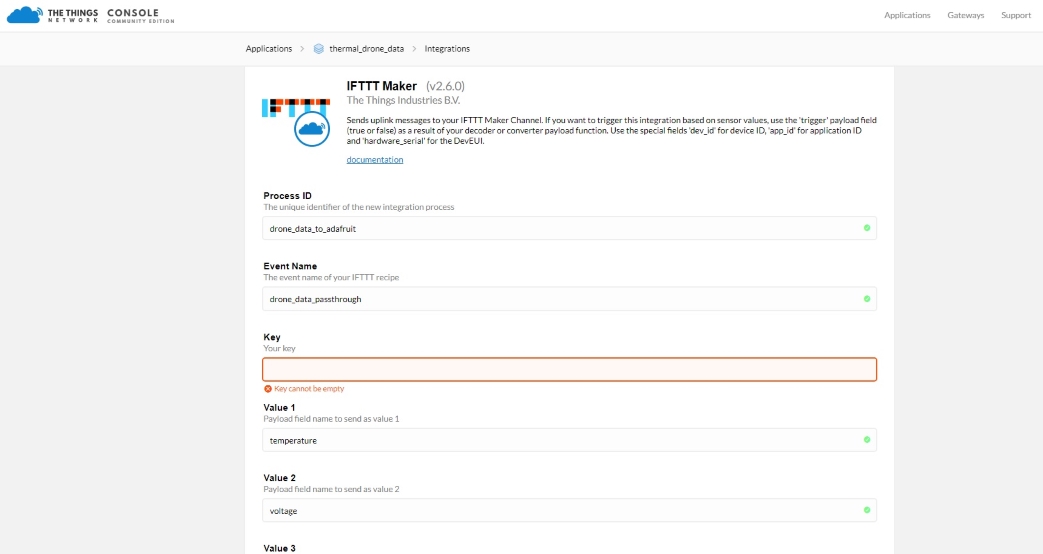 THE THINGS NETWORK CONSOLE COMMUNITY EDITION
Applications Gateways Support
Applications > thermal_drone_data > Integrations
IFTTT
IFTTT Maker (v2.6.0)
The Things Industries B.V.
Sends uplink messages to your IFTTT Maker Channel. If you want to trigger this integration based on sensor values, use the 'trigger' payload field
(true or false) as a result of your decoder or converter payload function. Use the special fields 'dev_id' for device ID, 'app_id' for application ID
and 'hardware_serial' for the DevEUI.
documentation
Process ID
The unique identifier of the new integration process
drone_data_to_adafruit
Event Name
The event name of your IFTTT recipe
drone_data_passthrough
Key
Your key
Key cannot be empty
Value 1
Payload field name to send as value 1
temperature
Value 2
Payload field name to send as value 2
voltage
Value 3